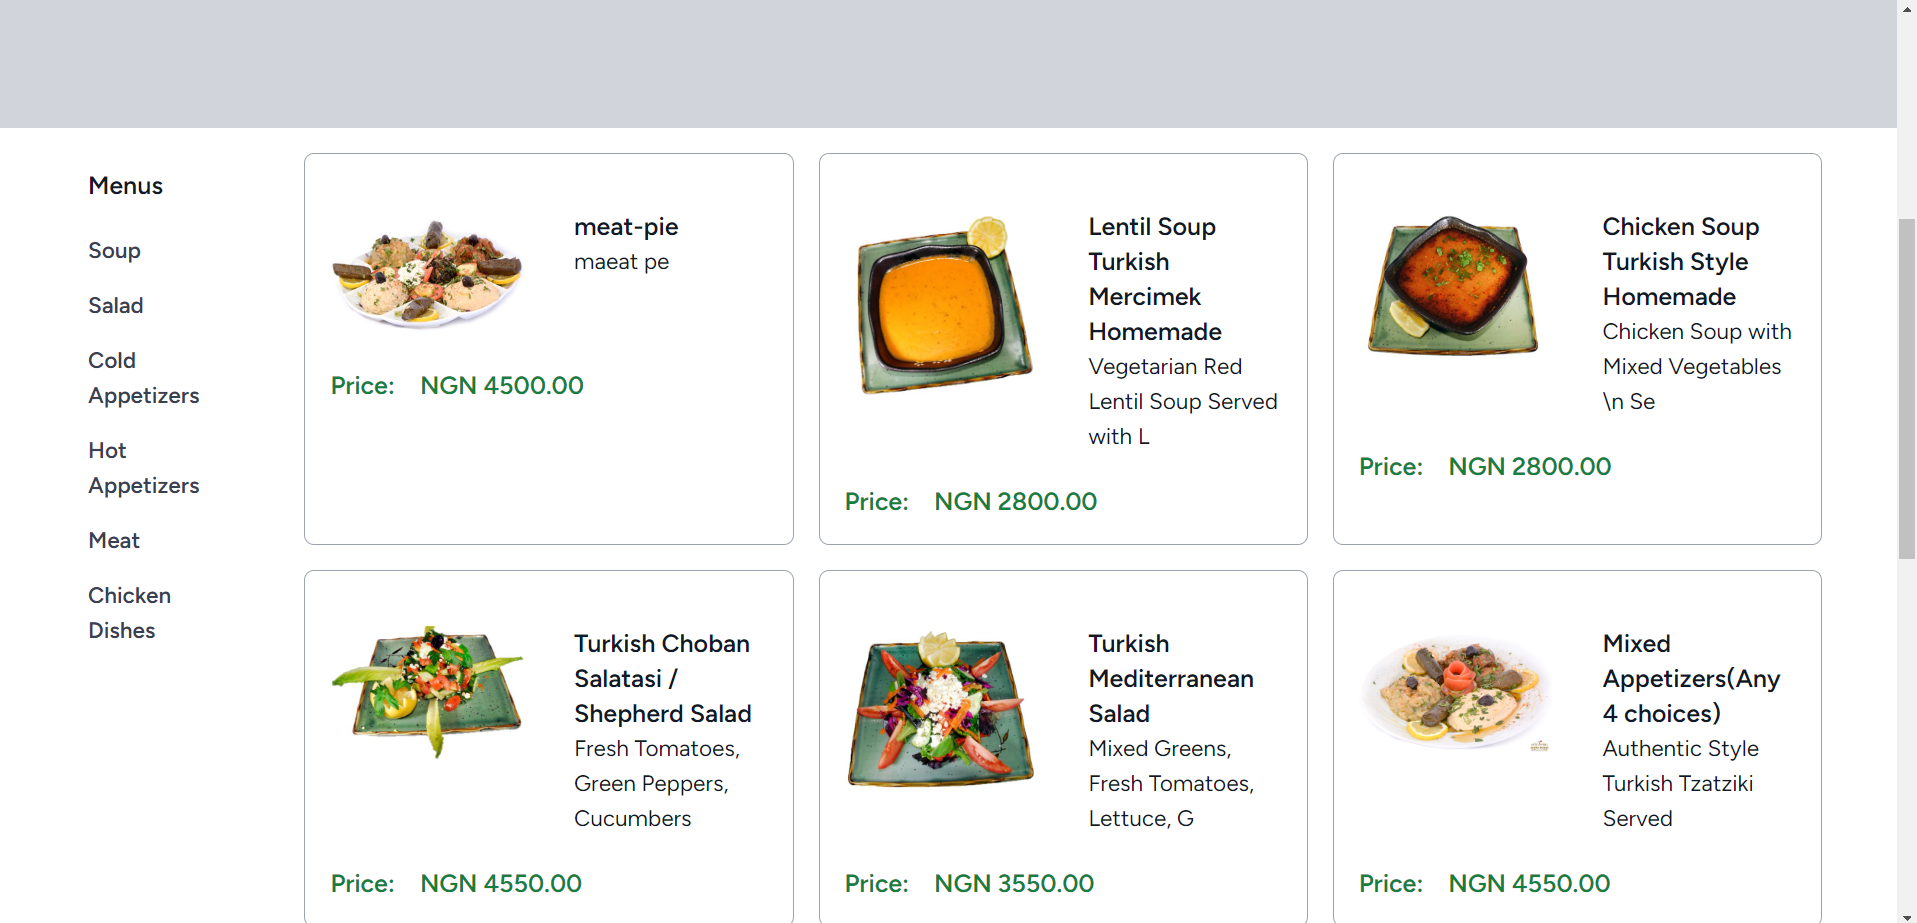 Menus
Soup
Salad
Cold
Appetizers
Hot
Appetizers
Meat
Chicken
Dishes
meat-pie
maeat pe
Price: NGN 4500.00
Lentil Soup
Turkish
Mercimek
Homemade
Vegetarian Red
Lentil Soup Served
with L
Price: NGN 2800.00
Chicken Soup
Turkish Style
Homemade
Chicken Soup with
Mixed Vegetables
\n Se
Price: NGN 2800.00
Turkish Choban
Salatasi /
Shepherd Salad
Fresh Tomatoes,
Green Peppers,
Cucumbers
Price: NGN 4550.00
Turkish
Mediterranean
Salad
Mixed Greens,
Fresh Tomatoes,
Lettuce, G
Price: NGN 3550.00
Mixed
Appetizers(Any
4 choices)
Authentic Style
Turkish Tzatziki
Served
Price: NGN 4550.00